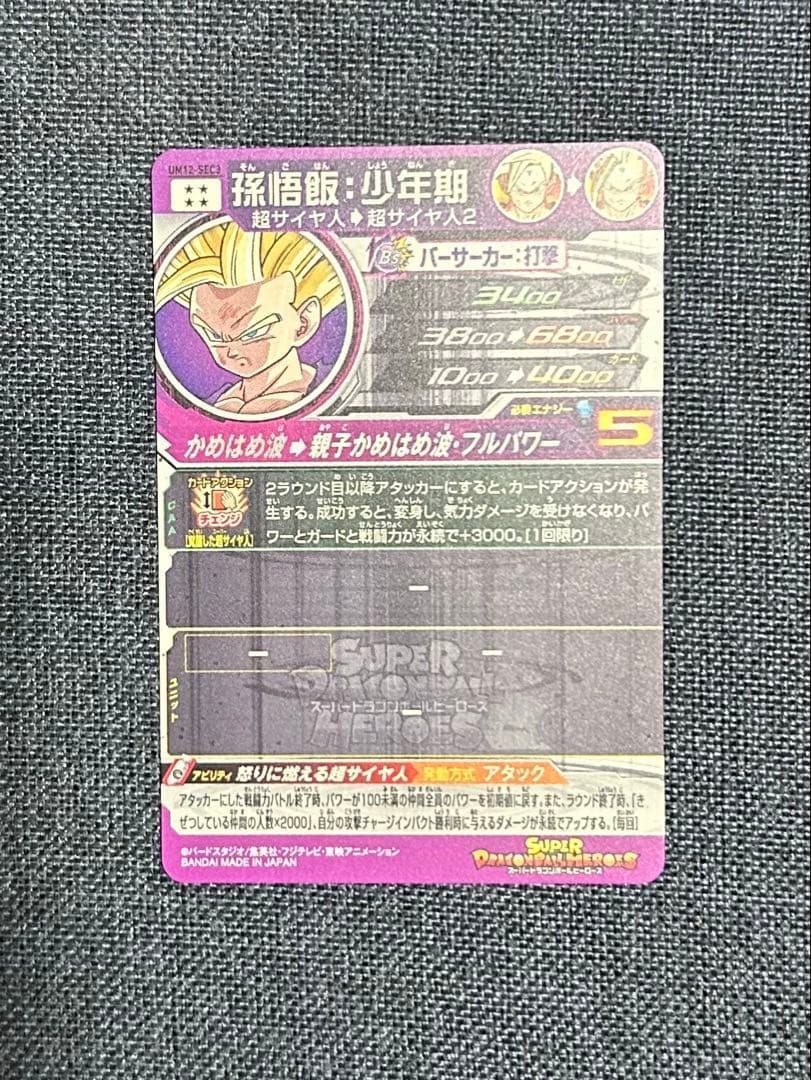 UM12-SEC3
孫悟飯:少年期
超サイヤ人➡超サイヤ人2
Bs バーサーカー:打撃
3400
3800➡6800
1000➡4000
必要エナジー 5
かめはめ波➡親子かめはめ波・フルパワー
CAA
カードアクション
チェンジ
[覚醒した超サイヤ人]
2ラウンド目以降アタッカーにすると、カードアクションが発
生する。成功すると、変身し、気力ダメージを受けなくなり、パ
ワーとガードと戦闘力が永続で+3000。[1回限り]
ー
ユニット
ー
ー
ー
SUPER
DRAGONBALL
スーパードラゴンボールヒーローズ
HEROES
アビリティ 怒りに燃える超サイヤ人 発動方式 アタック
アタッカーにした戦闘力バトル終了時、パワーが100未満の仲間全員のパワーを初期値に戻す。また、ラウンド終了時、「き
ぜつしている仲間の人数×2000」、自分の攻撃チャージインパクト勝利時に与えるダメージが永続でアップする。[毎回]
©バードスタジオ/集英社・フジテレビ・東映アニメーション
BANDAI MADE IN JAPAN
SUPER
DRAGONBALL HEROES
スーパードラゴンボールヒーローズ